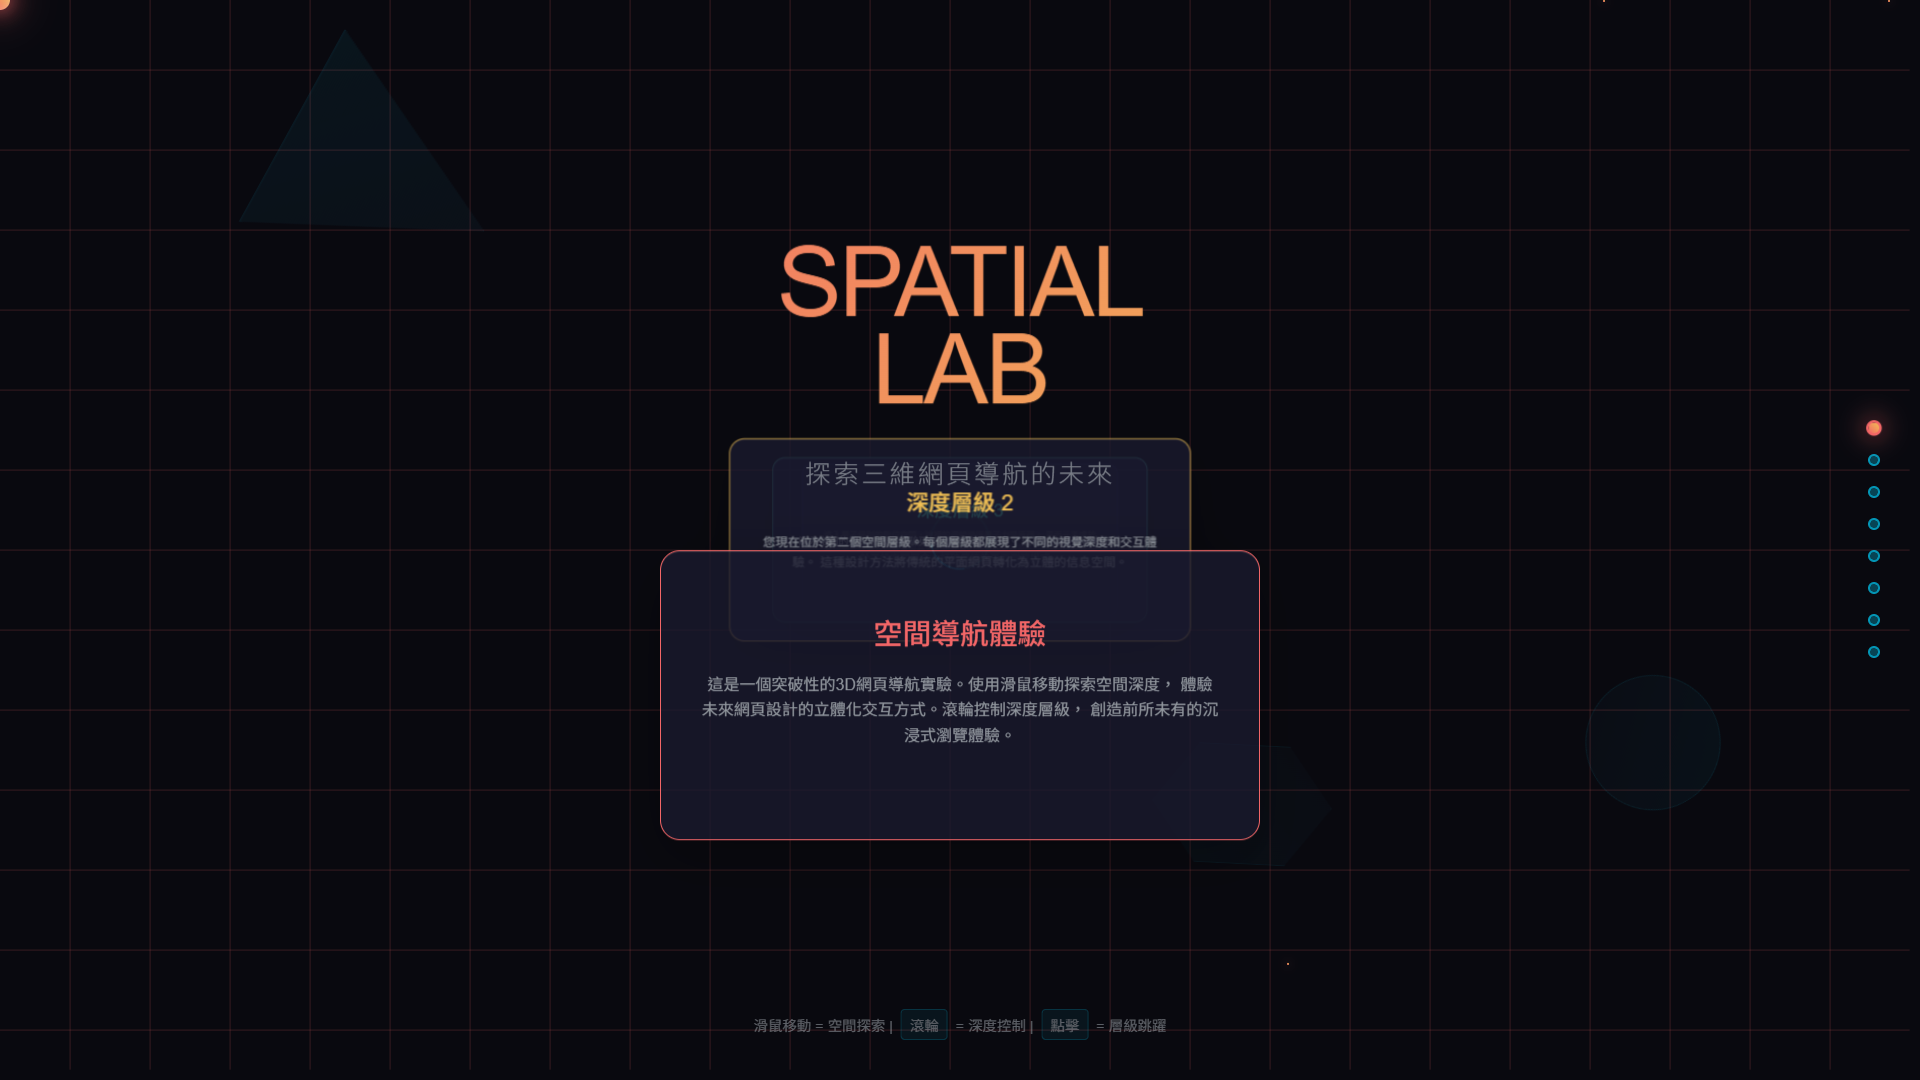 SPATIAL
LAB
探索三維網頁導航的未來
深度層級 2
深度層級 3
您現在位於第二個空間層級。每個層級都展現了不同的視覺深度和交互體
驗。 這種設計方法將傳統的平面網頁轉化為立體的信息空間。
空間導航體驗
這是一個突破性的3D網頁導航實驗。使用滑鼠移動探索空間深度， 體驗
未來網頁設計的立體化交互方式。滾輪控制深度層級， 創造前所未有的沉
浸式瀏覽體驗。
滑鼠移動 = 空間探索 | 滾輪 = 深度控制 | 點擊 = 層級跳躍